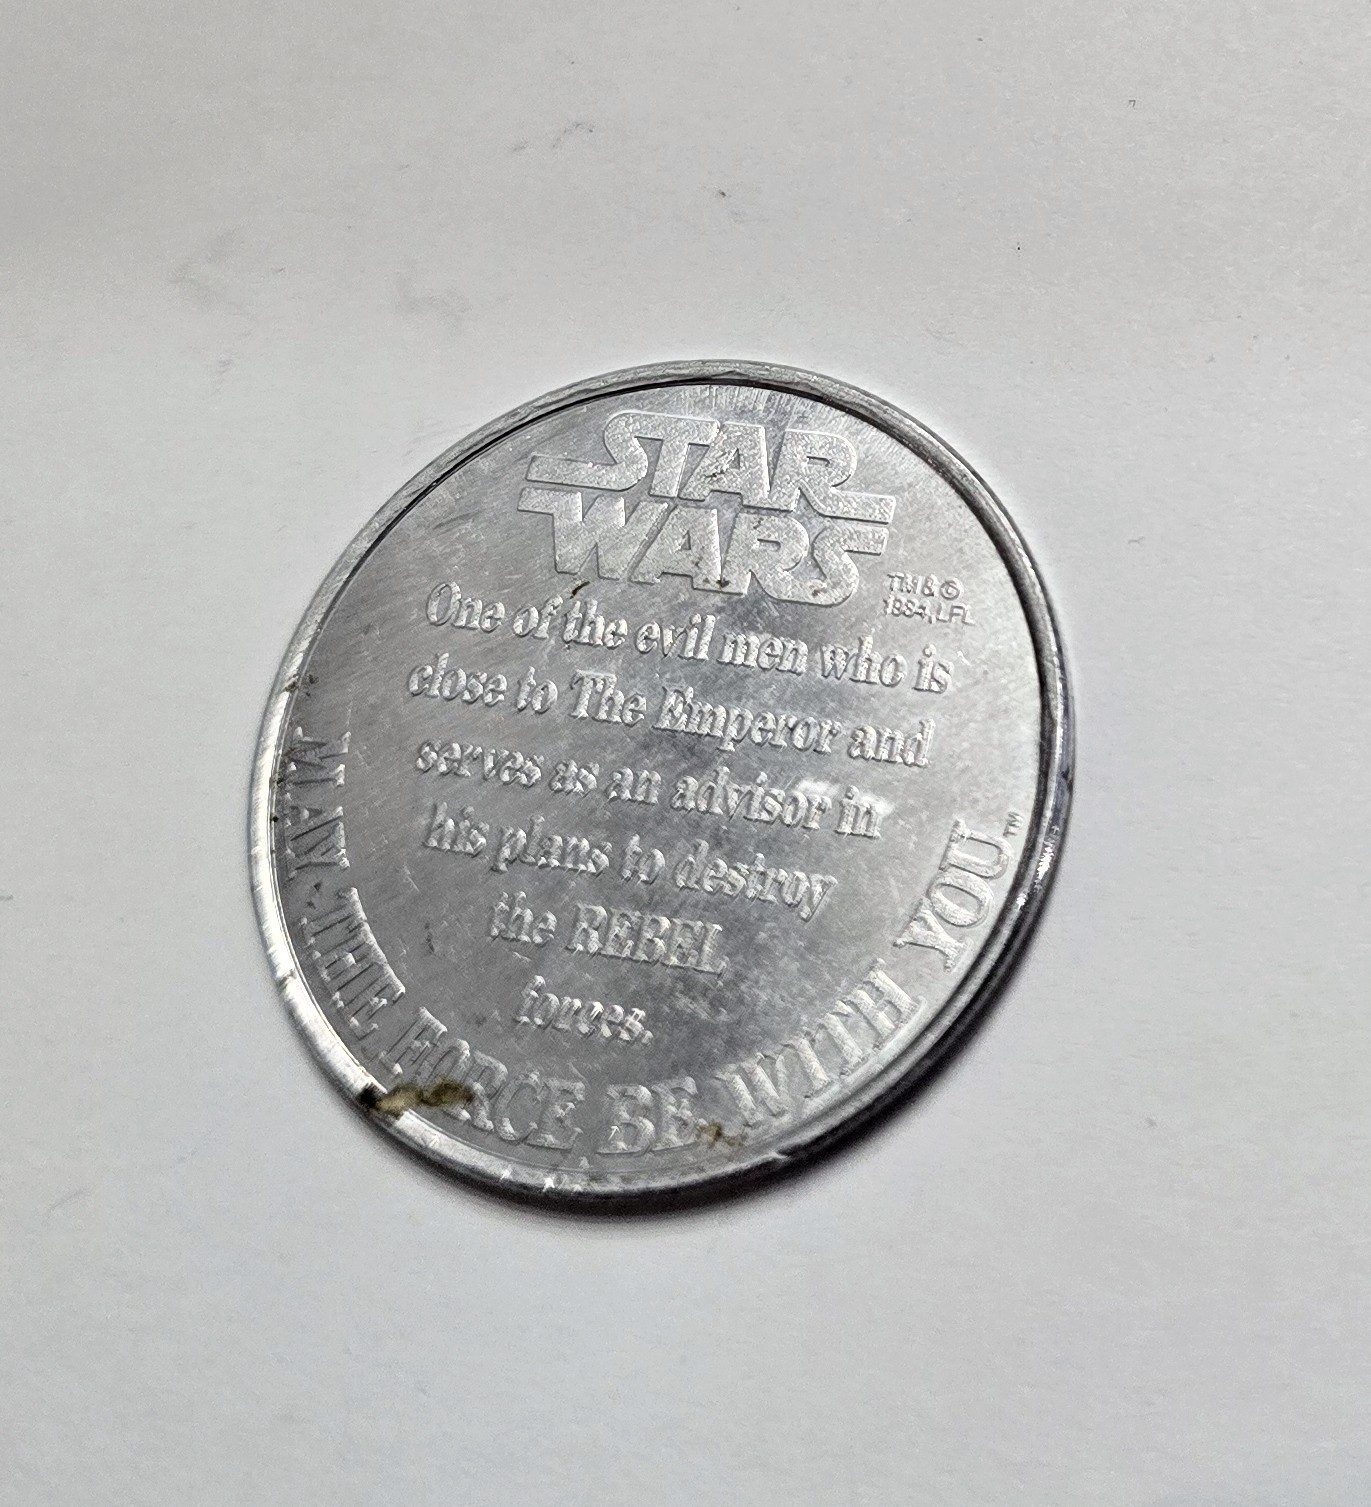 STAR
WARS
TM & ©
1984, LFL
One of the evil men who is
close to The Emperor and
serves as an advisor in
his plans to destroy
the REBEL
forces.
MAY THE FORCE BE WITH YOU™